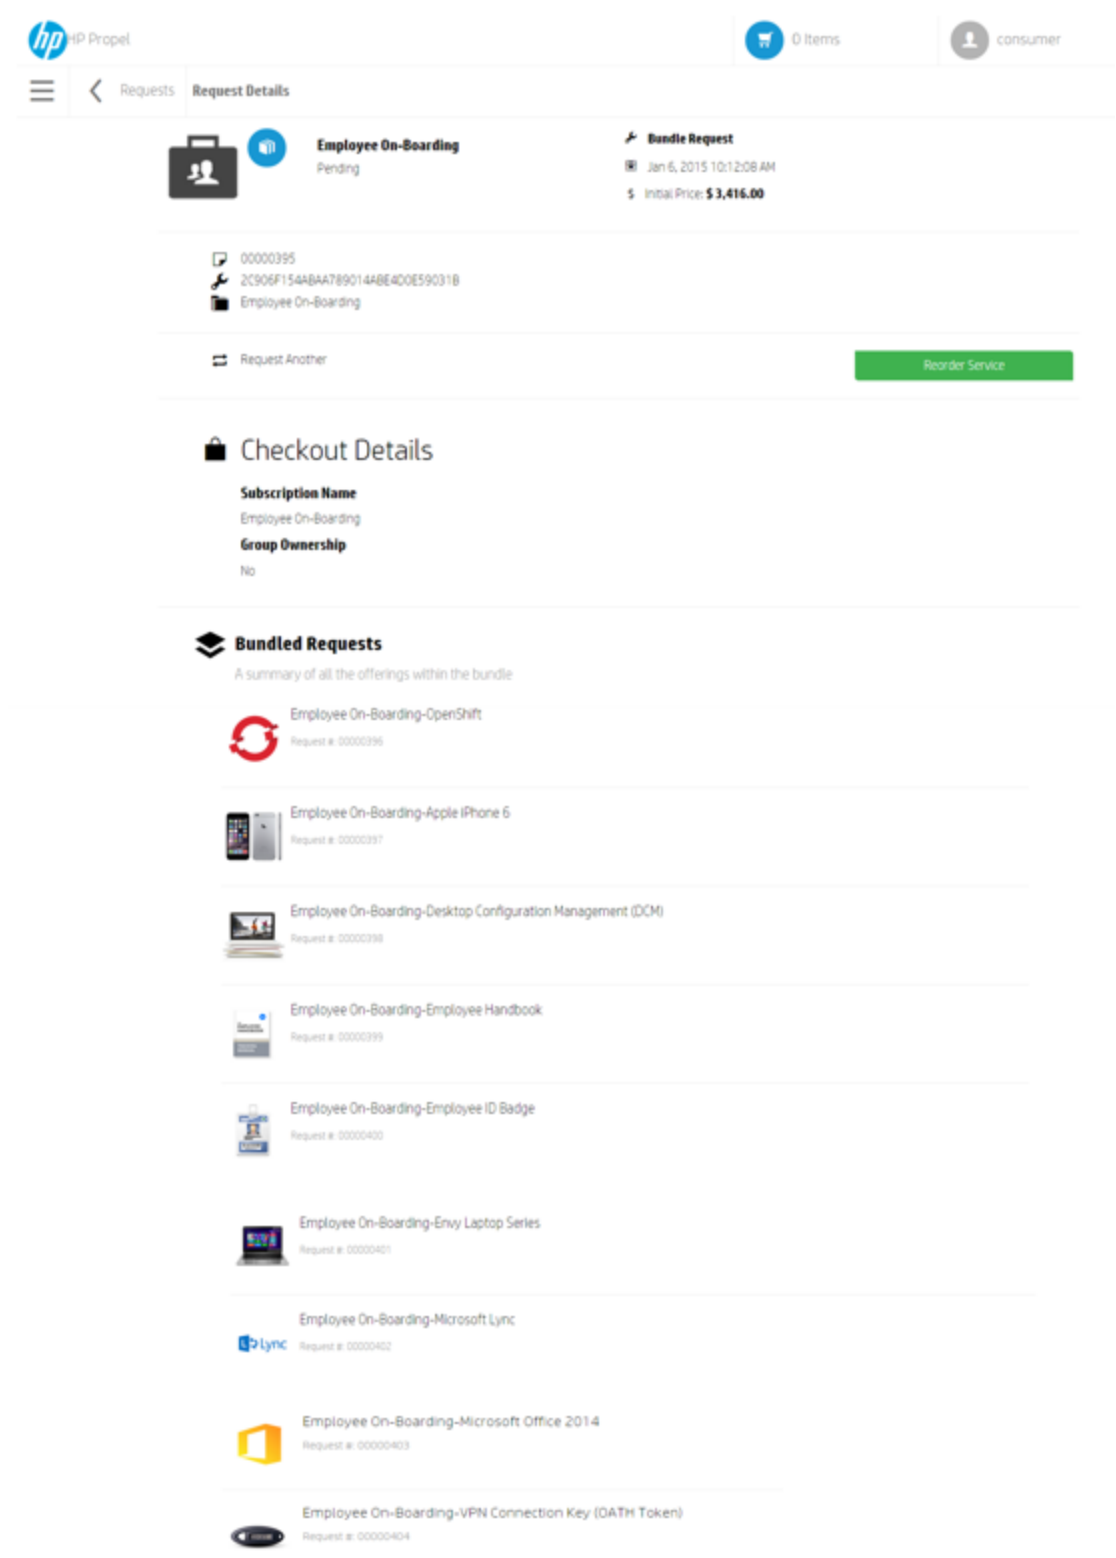 hp HP Propel
0 Items
consumer
Requests
Request Details
Employee On-Boarding
Pending
Bundle Request
Jan 6, 2015 10:12:08 AM
$ Initial Price: $ 3,416.00
00000395
2C906F154ABAA789014ABE4D0E59031B
Employee On-Boarding
Request Another
Reorder Service
Checkout Details
Subscription Name
Employee On-Boarding
Group Ownership
No
Bundled Requests
A summary of all the offerings within the bundle
Employee On-Boarding-OpenShift
Request #: 00000396
Employee On-Boarding-Apple iPhone 6
Request #: 00000397
Employee On-Boarding-Desktop Configuration Management (DCM)
Request #: 00000398
Employee On-Boarding-Employee Handbook
Request #: 00000399
Employee On-Boarding-Employee ID Badge
Request #: 00000400
Employee On-Boarding-Envy Laptop Series
Request #: 00000401
Employee On-Boarding-Microsoft Lync
Lync
Request #: 00000402
Employee On-Boarding-Microsoft Office 2014
Request #: 00000403
Employee On-Boarding-VPN Connection Key (OATH Token)
Request #: 00000404